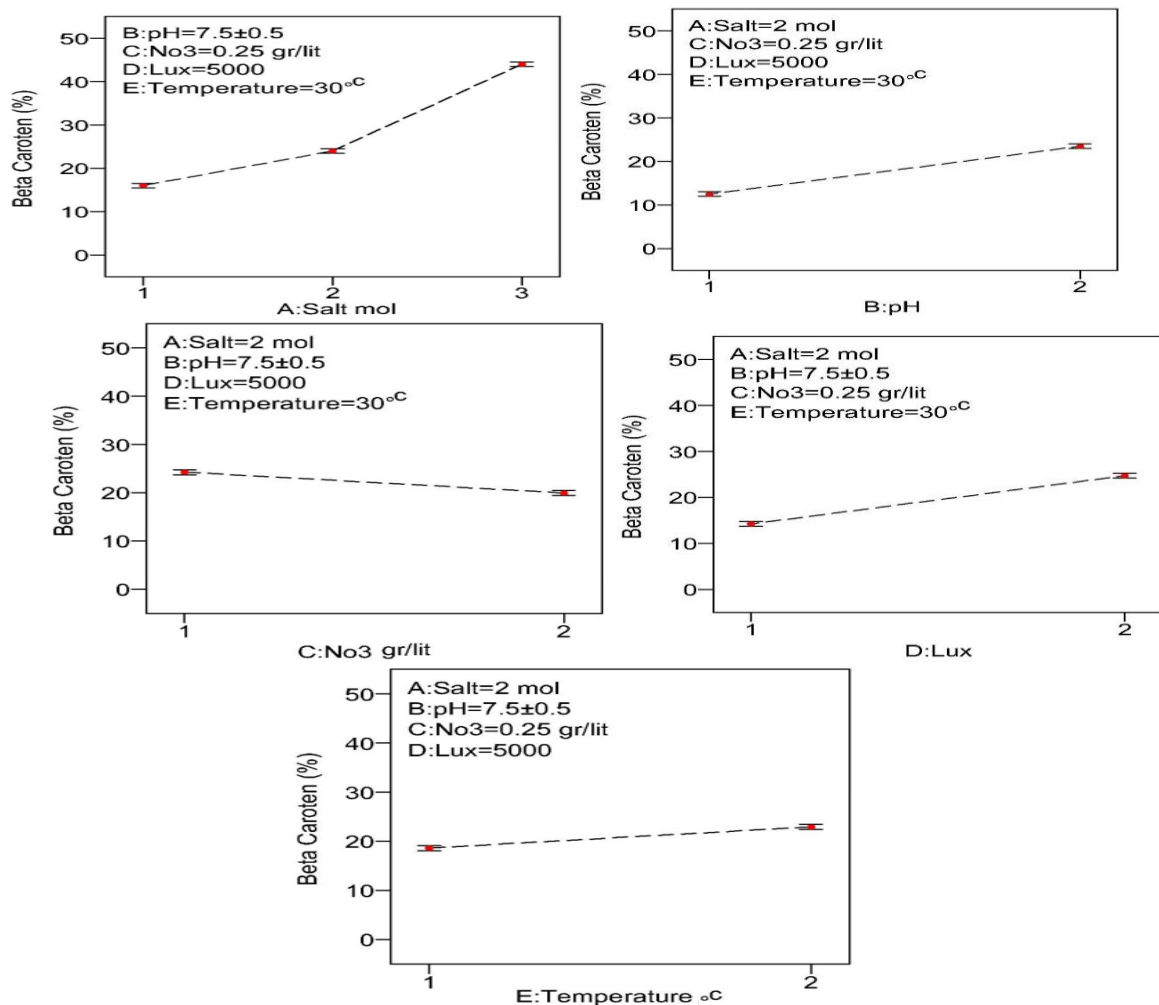 B:pH=7.5±0.5
C:No3=0.25 gr/lit
D:Lux=5000
E:Temperature=30°C
Beta Caroten (%)
50
40
30
20
10
0
1 2 3
A:Salt mol
A:Salt=2 mol
C:No3=0.25 gr/lit
D:Lux=5000
E:Temperature=30°C
Beta Caroten (%)
50
40
30
20
10
0
1 2
B:pH
A:Salt=2 mol
B:pH=7.5±0.5
D:Lux=5000
E:Temperature=30°C
Beta Caroten (%)
50
40
30
20
10
0
1 2
C:No3 gr/lit
A:Salt=2 mol
B:pH=7.5±0.5
C:No3=0.25 gr/lit
E:Temperature=30°C
Beta Caroten (%)
50
40
30
20
10
0
1 2
D:Lux
A:Salt=2 mol
B:pH=7.5±0.5
C:No3=0.25 gr/lit
D:Lux=5000
Beta Caroten (%)
50
40
30
20
10
0
1 2
E:Temperature °C